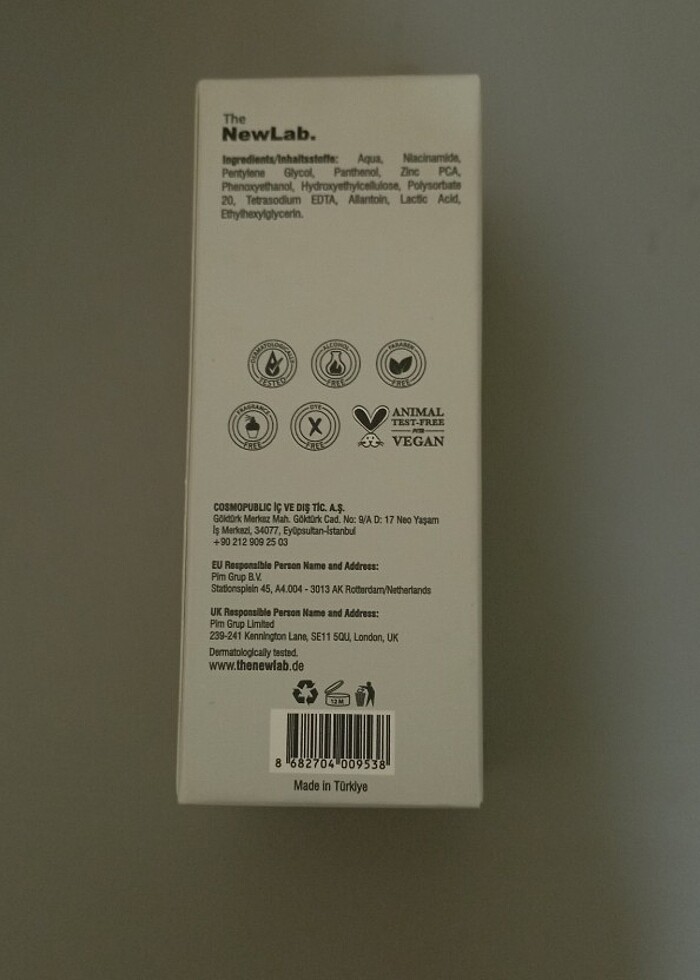 The
NewLab.
Ingredients/Inhaltsstoffe: Aqua, Niacinamide,
Pentylene Glycol, Panthenol, Zinc PCA,
Phenoxyethanol, Hydroxyethylcellulose, Polysorbate
20, Tetrasodium EDTA, Allantoin, Lactic Acid,
Ethylhexylglycerin.
DERMATOLOGICALLY TESTED
ALCOHOL FREE
PARABEN FREE
FRAGRANCE FREE
DYE FREE
ANIMAL
TEST-FREE
VEGAN
COSMOPUBLIC İÇ VE DIŞ TİC. A.Ş.
Göktürk Merkez Mah. Göktürk Cad. No: 9/A D: 17 Neo Yaşam
İş Merkezi, 34077, Eyüpsultan-İstanbul
+90 212 909 25 03
EU Responsible Person Name and Address:
Pim Grup B.V.
Stationsplein 45, A4.004 - 3013 AK Rotterdam/Netherlands
UK Responsible Person Name and Address:
Pim Grup Limited
239-241 Kennington Lane, SE11 5QU, London, UK
Dermatologically tested.
www.thenewlab.de
12 M
8 682704 009538
Made in Türkiye